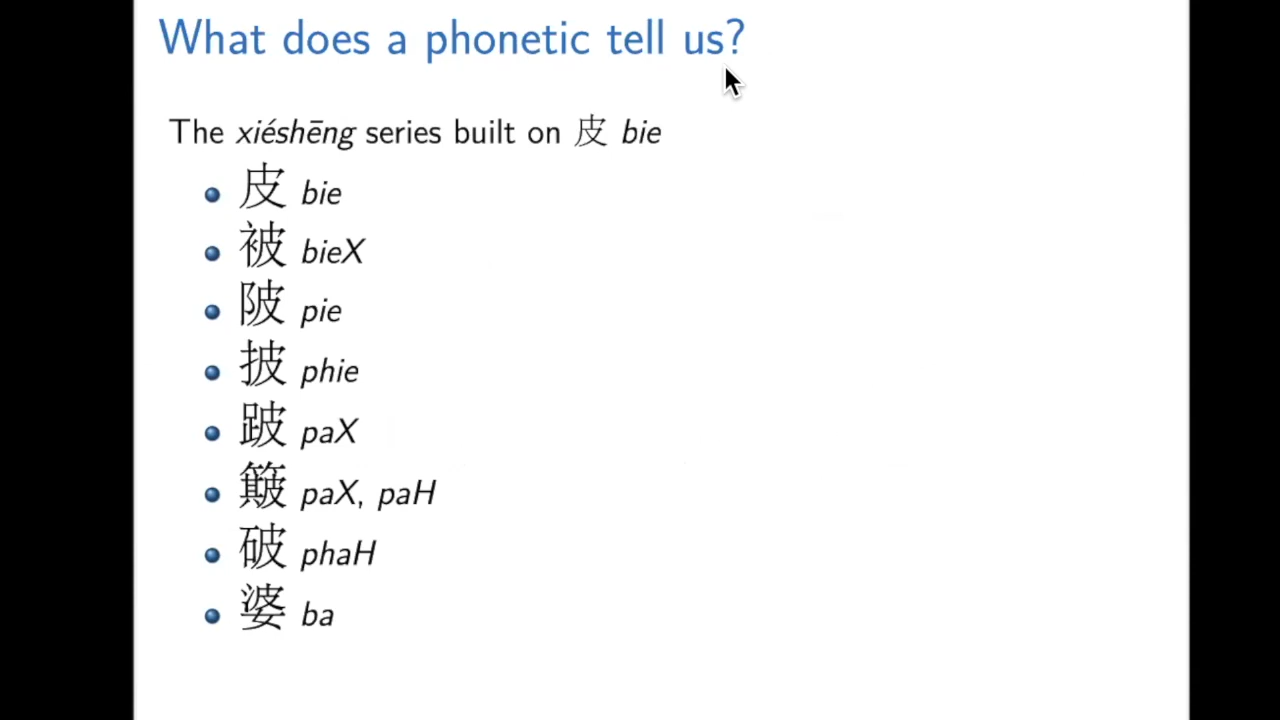 What does a phonetic tell us?
The xiéshēng series built on 皮 bie
皮 bie
被 bieX
陂 pie
披 phie
跛 paX
簸 paX, paH
破 phaH
婆 ba